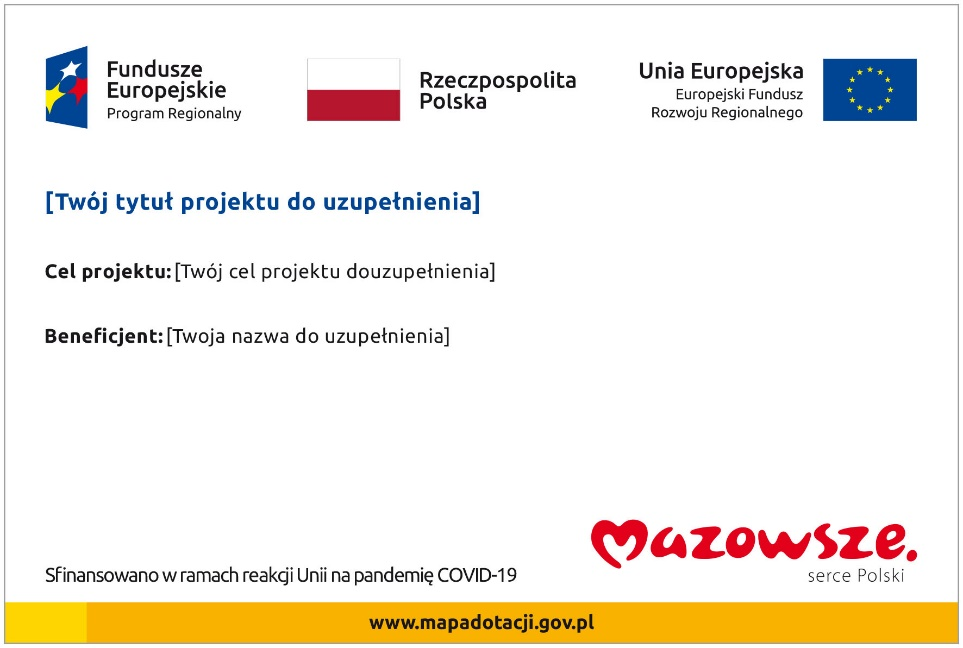 Fundusze
Europejskie
Program Regionalny
Rzeczpospolita
Polska
Unia Europejska
Europejski Fundusz
Rozwoju Regionalnego
[Twój tytuł projektu do uzupełnienia]
Cel projektu: [Twój cel projektu douzupełnienia]
Beneficjent: [Twoja nazwa do uzupełnienia]
mazowsze.
serce Polski
Sfinansowano w ramach reakcji Unii na pandemię COVID-19
www.mapadotacji.gov.pl